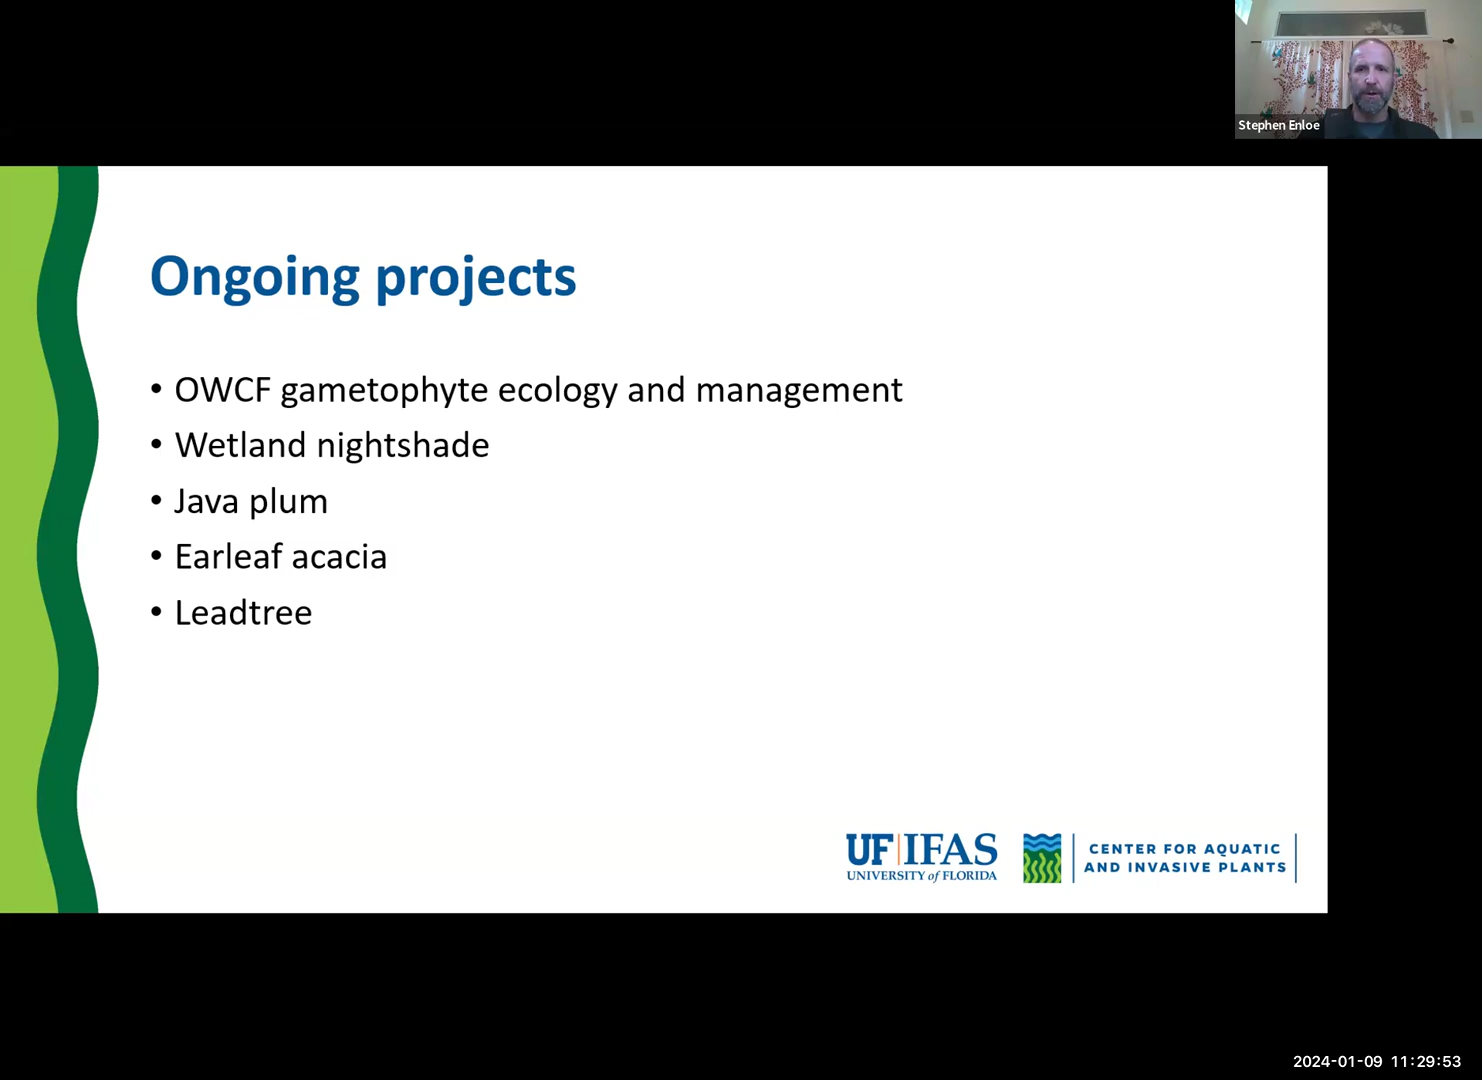 Stephen Enloe
Ongoing projects
• OWCF gametophyte ecology and management
• Wetland nightshade
• Java plum
• Earleaf acacia
• Leadtree
UF|IFAS
UNIVERSITY of FLORIDA
CENTER FOR AQUATIC
AND INVASIVE PLANTS
2024-01-09 11:29:53